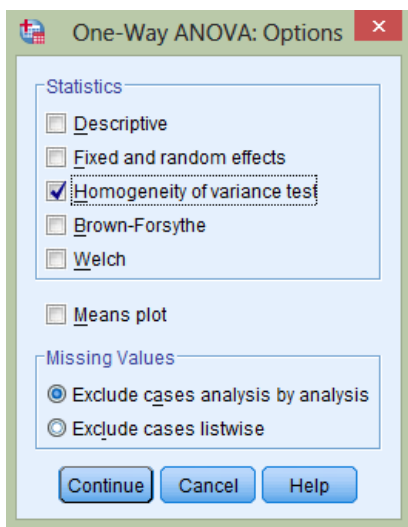 One-Way ANOVA: Options
Statistics
Descriptive
Fixed and random effects
Homogeneity of variance test
Brown-Forsythe
Welch
Means plot
Missing Values
Exclude cases analysis by analysis
Exclude cases listwise
Continue Cancel Help